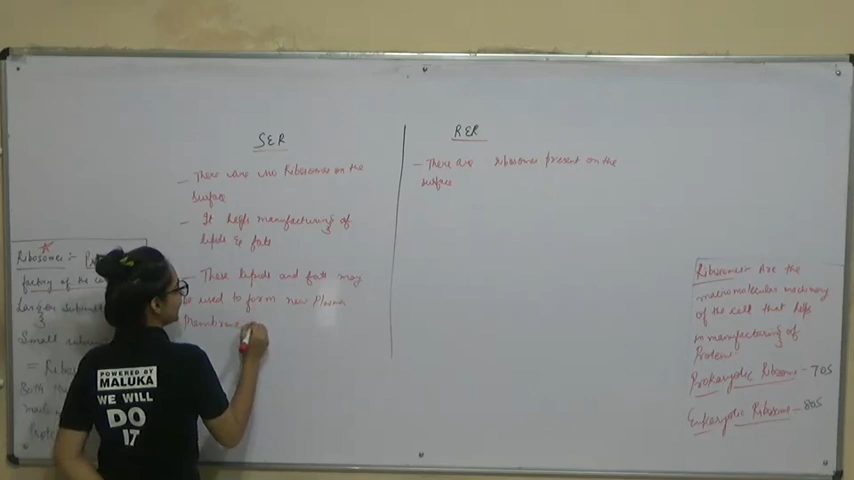 SER
- There are no Ribosomes on the
surface
- It helps manufacturing of
lipids & fats
- These lipids and fats may
be used to form new Plasma
Membrane
RER
- There are ribosomes present on the
surface
Ribosomes :-
factory of the
Larger
&
Small
=
Both
Ribosomes:- Are the
macromolecular machinery
of the cell that helps
in manufacturing of
Protein
Prokaryotic Ribosome - 70S
Eukaryotic Ribosome - 80S
POWERED BY
MALUKA
WE WILL
DO
IT